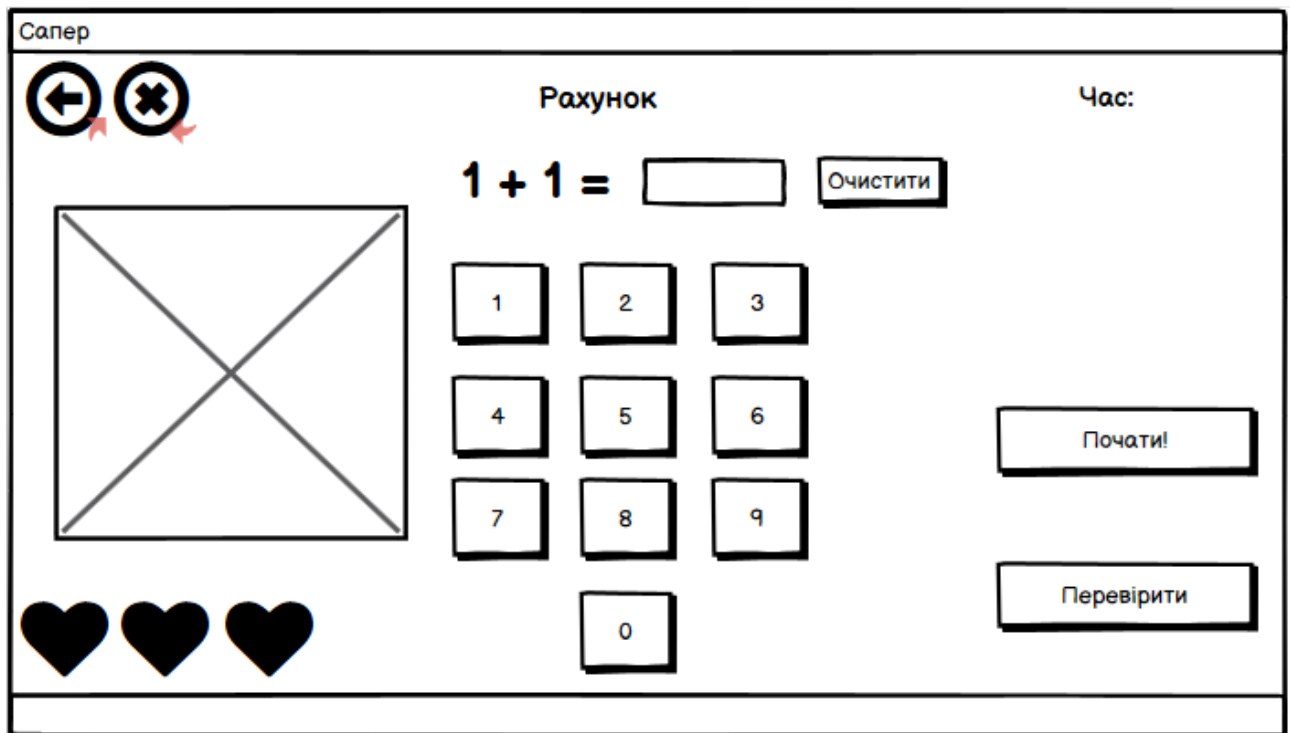 Сапер
Рахунок
Час:
1 + 1 =
Очистити
1 2 3
4 5 6
Почати!
7 8 9
Перевірити
0